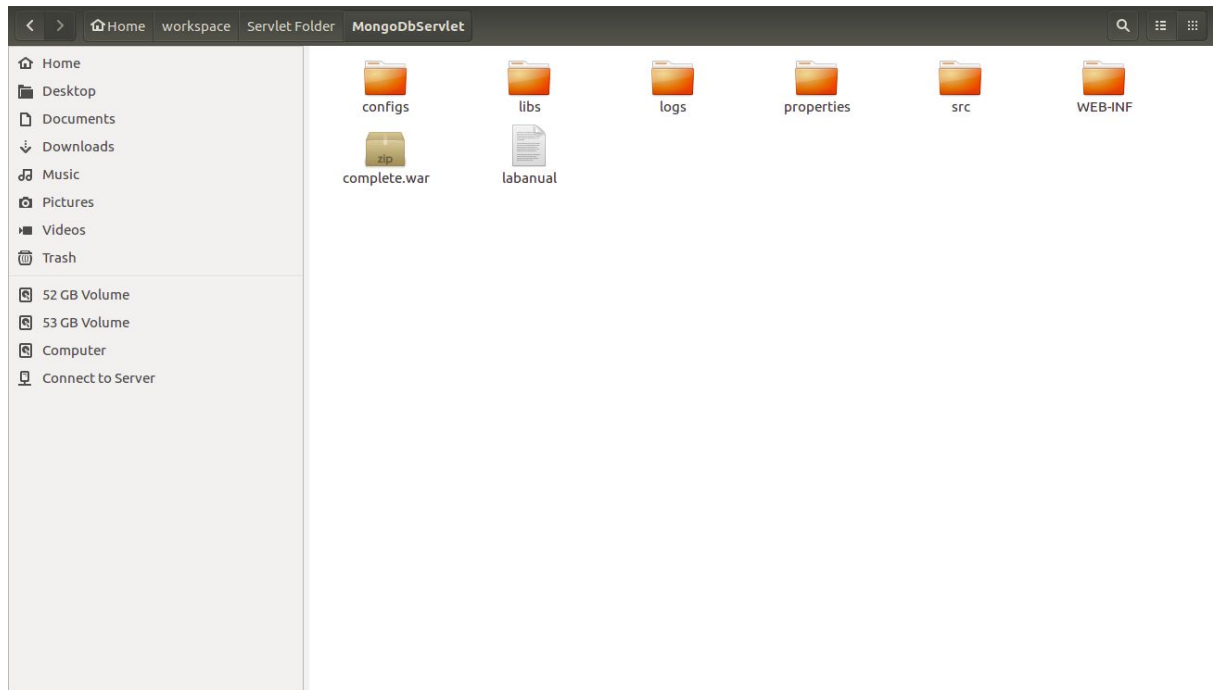 Home workspace Servlet Folder MongoDbServlet
Home
Desktop
Documents
Downloads
Music
Pictures
Videos
Trash
52 GB Volume
53 GB Volume
Computer
Connect to Server
configs libs logs properties src WEB-INF
zip
complete.war labanual